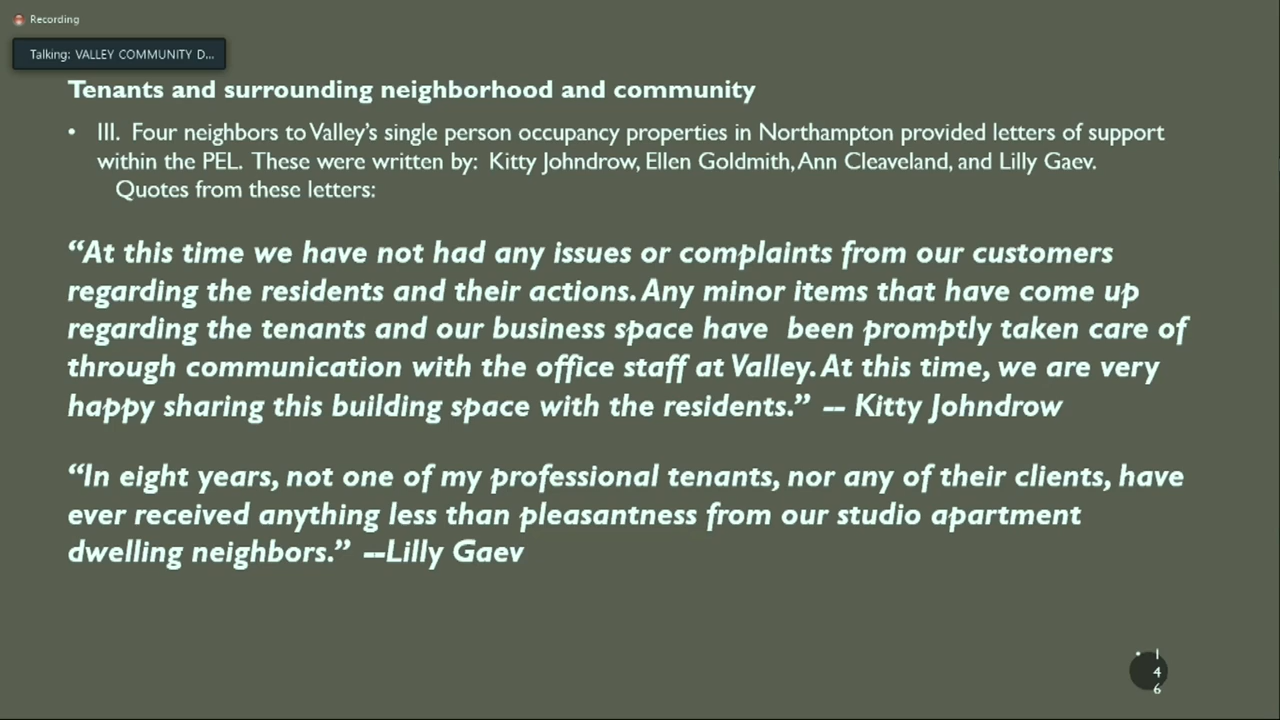 Recording
Talking: VALLEY COMMUNITY D...
Tenants and surrounding neighborhood and community
• III. Four neighbors to Valley's single person occupancy properties in Northampton provided letters of support
within the PEL. These were written by: Kitty Johndrow, Ellen Goldmith, Ann Cleaveland, and Lilly Gaev.
Quotes from these letters:
“At this time we have not had any issues or complaints from our customers
regarding the residents and their actions. Any minor items that have come up
regarding the tenants and our business space have been promptly taken care of
through communication with the office staff at Valley. At this time, we are very
happy sharing this building space with the residents.” -- Kitty Johndrow
“In eight years, not one of my professional tenants, nor any of their clients, have
ever received anything less than pleasantness from our studio apartment
dwelling neighbors.” --Lilly Gaev
• 1
4
6